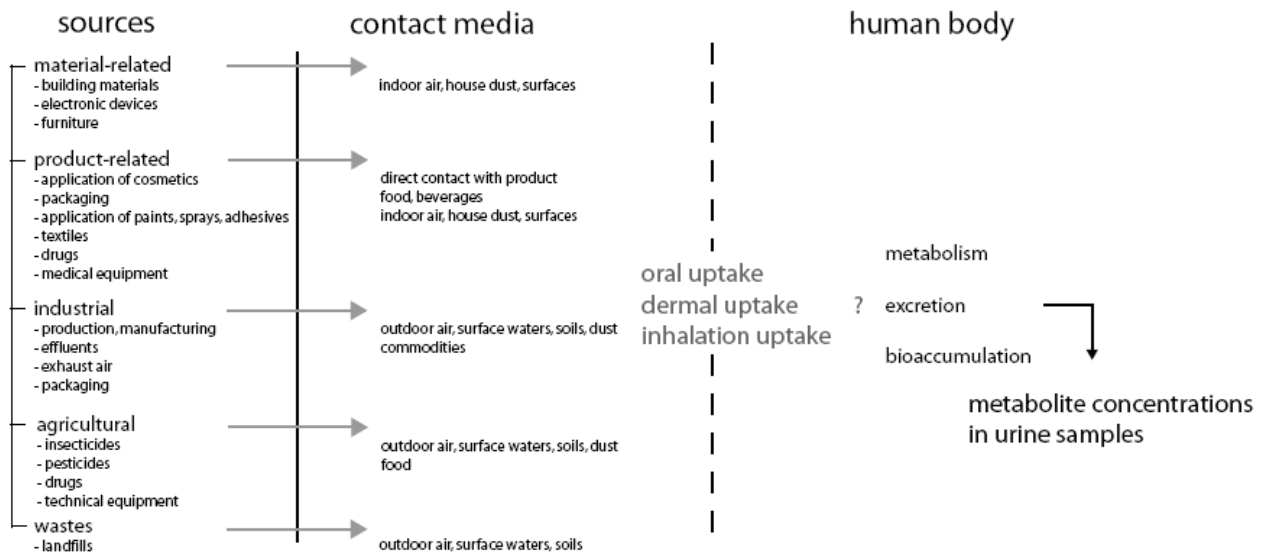 sources
material-related
- building materials
- electronic devices
- furniture
product-related
- application of cosmetics
- packaging
- application of paints, sprays, adhesives
- textiles
- drugs
- medical equipment
industrial
- production, manufacturing
- effluents
- exhaust air
- packaging
agricultural
- insecticides
- pesticides
- drugs
- technical equipment
wastes
- landfills
contact media
indoor air, house dust, surfaces
direct contact with product
food, beverages
indoor air, house dust, surfaces
outdoor air, surface waters, soils, dust
commodities
outdoor air, surface waters, soils, dust
food
outdoor air, surface waters, soils
oral uptake
dermal uptake
inhalation uptake
human body
metabolism
? excretion
bioaccumulation
metabolite concentrations
in urine samples